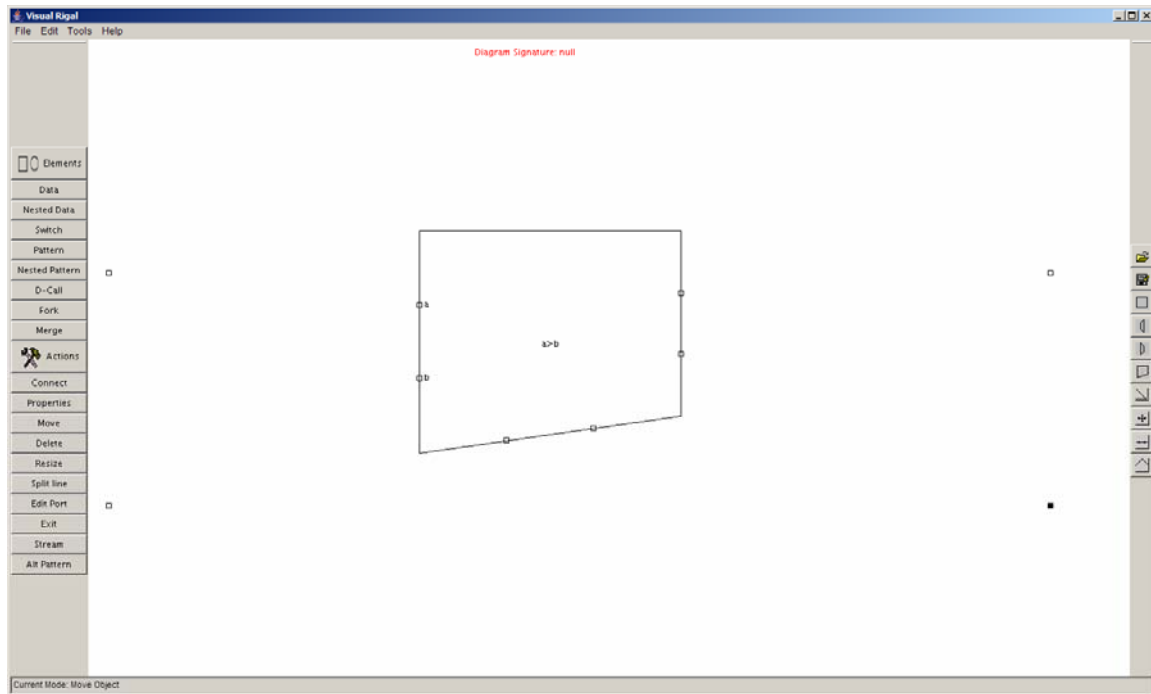 Visual Rigal
File Edit Tools Help
Diagram Signature: null
Elements
Data
Nested Data
Switch
Pattern
Nested Pattern
D-Call
Fork
Merge
Actions
Connect
Properties
Move
Delete
Resize
Split line
Edit Port
Exit
Stream
Alt Pattern
a
a>b
b
Current Mode: Move Object